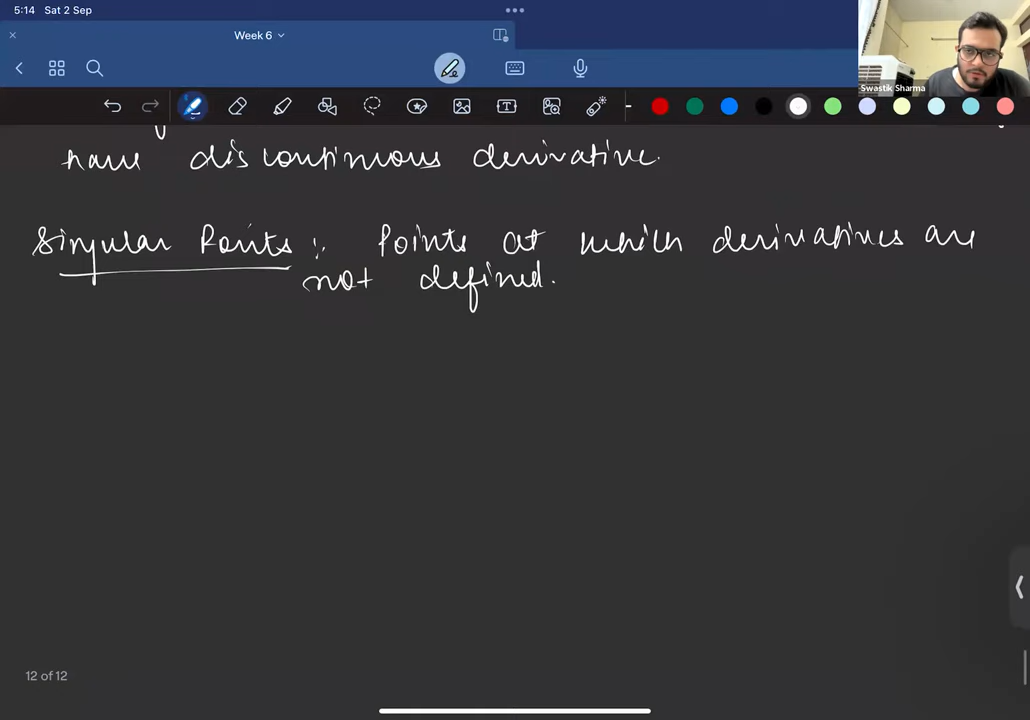 5:14 Sat 2 Sep
Week 6
Swastik Sharma
have discontinuous derivative.
Singular Points : Points at which derivatives are
not defined.
12 of 12